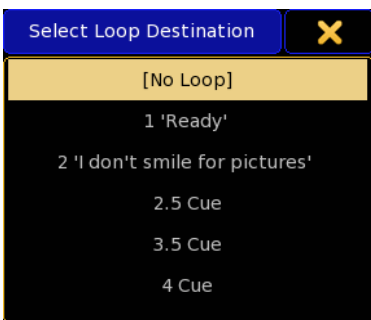 Select Loop Destination
[No Loop]
1 'Ready'
2 'I don't smile for pictures'
2.5 Cue
3.5 Cue
4 Cue